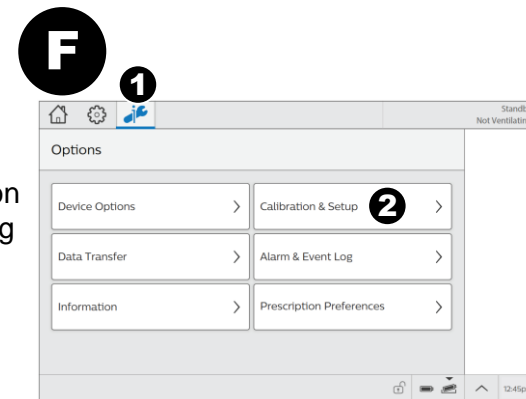 F
1
Standb
Not Ventilatin
Options
on
g
Device Options
Calibration & Setup 2
Data Transfer
Alarm & Event Log
Information
Prescription Preferences
12:45p